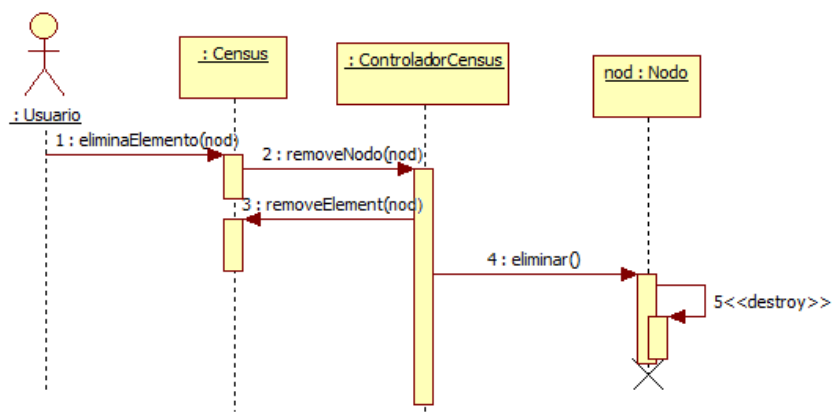 : Census
: ControladorCensus
nod : Nodo
: Usuario
1 : eliminaElemento(nod)
2 : removeNodo(nod)
3 : removeElement(nod)
4 : eliminar()
5<<destroy>>